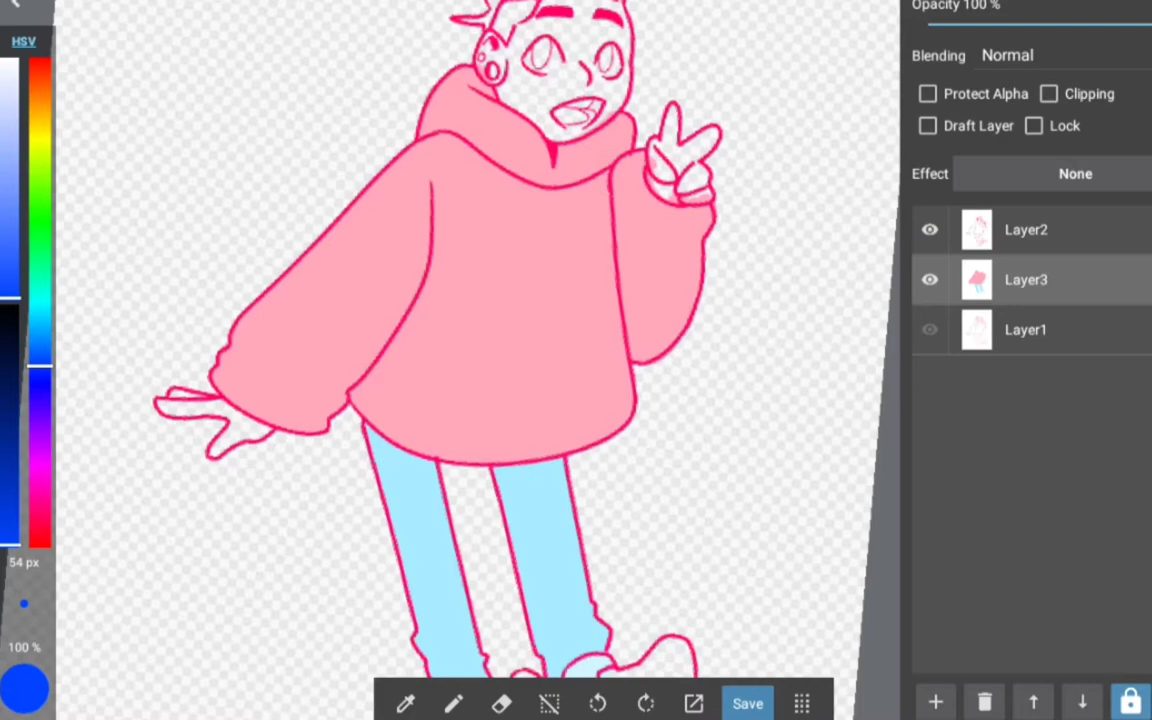 Opacity 100 %
HSV
Blending Normal
Protect Alpha Clipping
Draft Layer Lock
Effect None
Layer2
Layer3
Layer1
54 px
100 %
Save